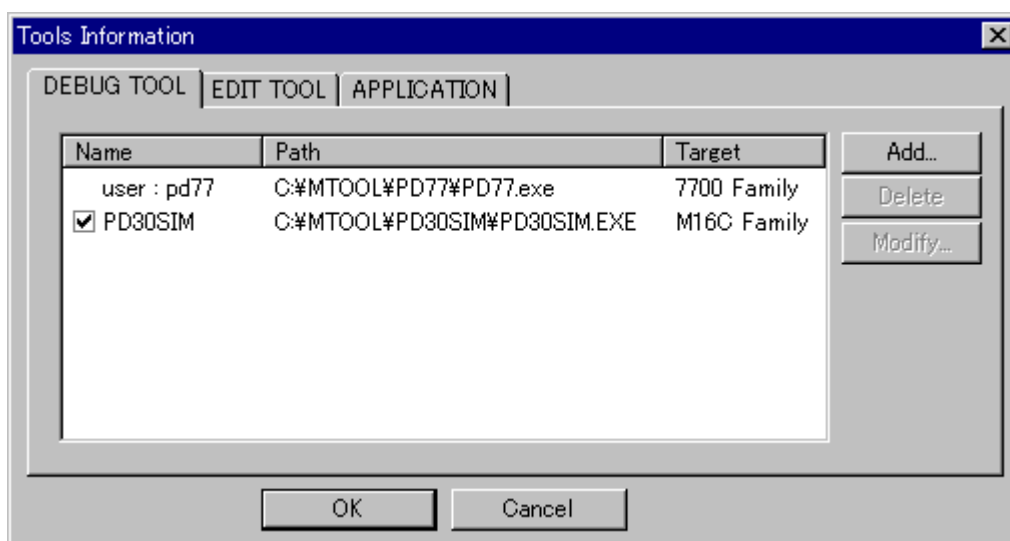 Tools Information
DEBUG TOOL EDIT TOOL APPLICATION
Name Path Target Add...
user : pd77 C:¥MTOOL¥PD77¥PD77.exe 7700 Family Delete
PD30SIM C:¥MTOOL¥PD30SIM¥PD30SIM.EXE M16C Family Modify...
OK Cancel